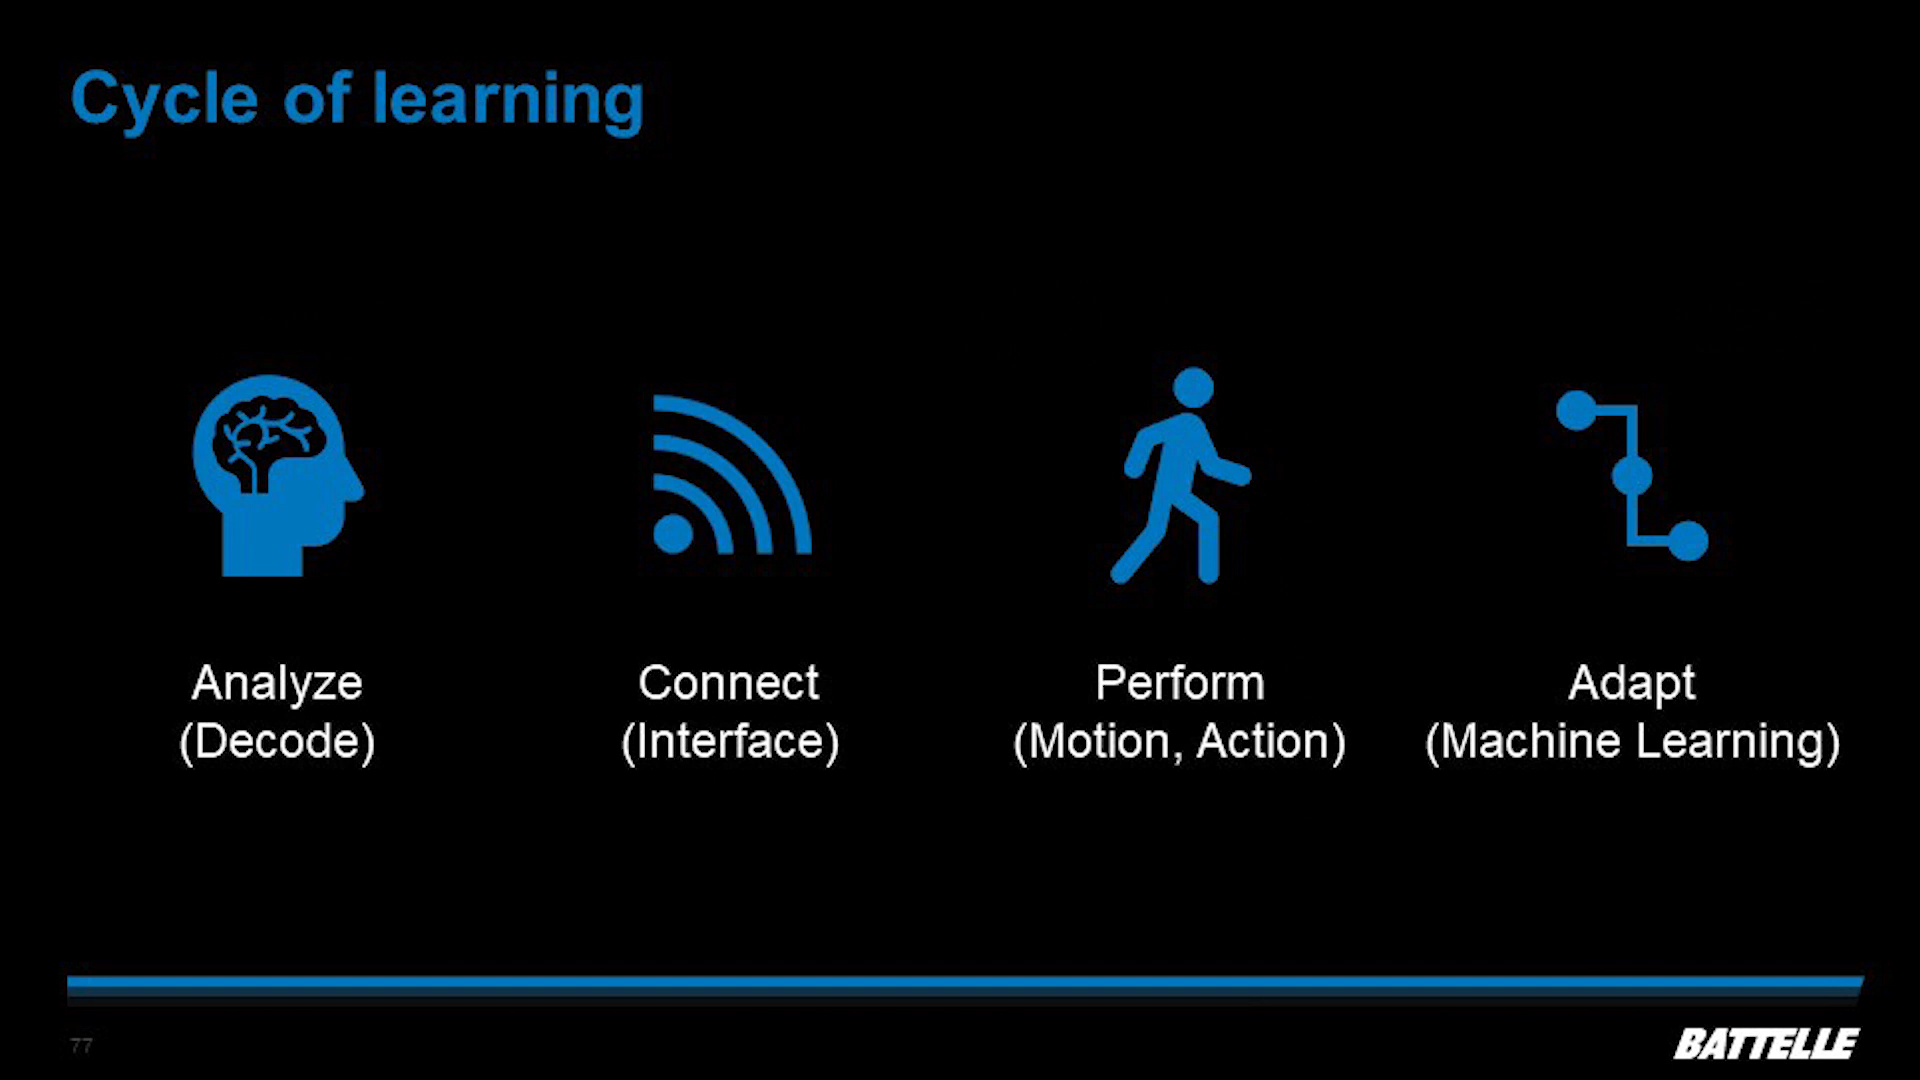 Cycle of learning
Analyze
(Decode)
Connect
(Interface)
Perform
(Motion, Action)
Adapt
(Machine Learning)
77
BATTELLE